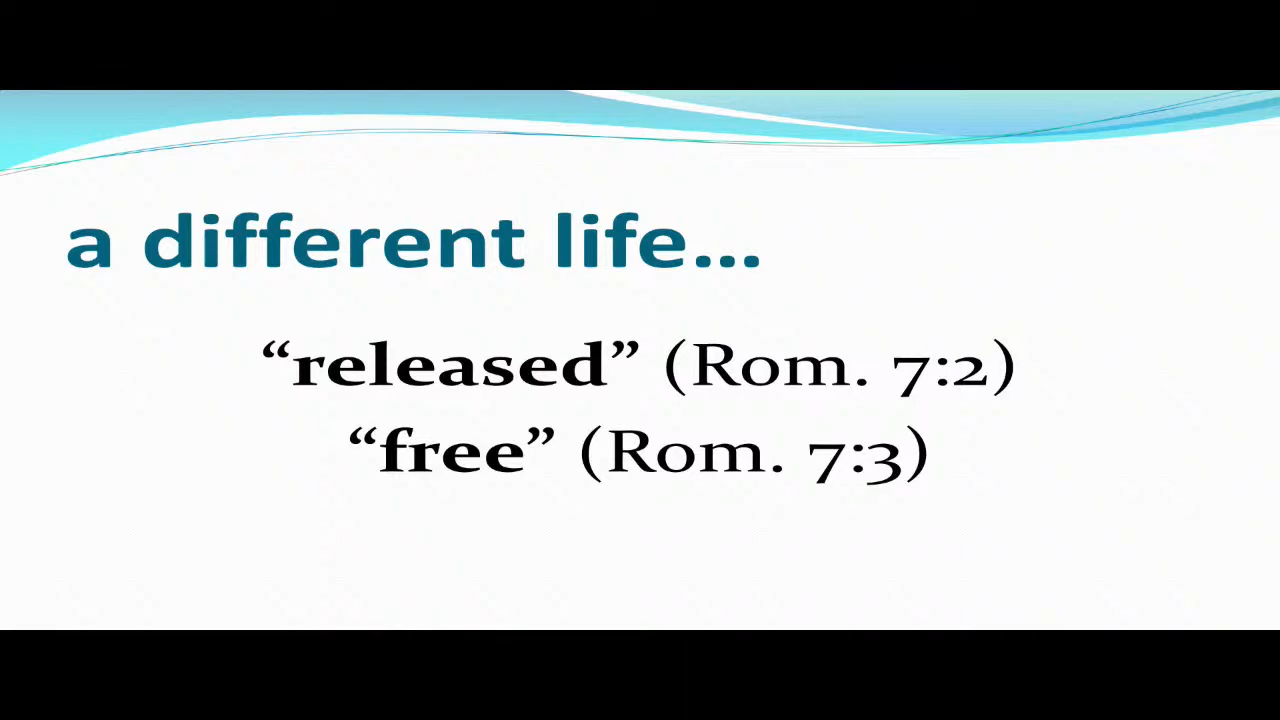 a different life...
“released” (Rom. 7:2)
“free” (Rom. 7:3)